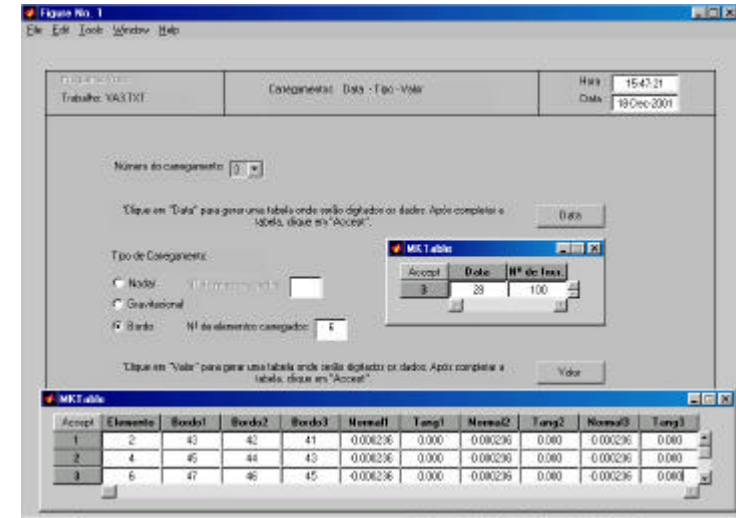 Figure No. 1
File Edit Tools Window Help
Trabalho: VA3.TXT
Carregamentos: Data - Tipo - Valor
Hora: 15:47:21
Data: 18-Dec-2001
Número do carregamento: 3
"Clique em "Data" para gerar uma tabela onde serão digitados os dados. Após completar a
tabela, clique em "Accept".
Data
Tipo de Carregamento:
Nodal
Gravitacional
Bordo Nº de elementos carregados: 6
MKTable
Accept Data Nº de Incr.
3 28 100
"Clique em "Valor" para gerar uma tabela onde serão digitados os dados. Após completar a
tabela, clique em "Accept".
Valor
MKTable
Accept Elemento Bordo1 Bordo2 Bordo3 Normal1 Tang1 Normal2 Tang2 Normal3 Tang3
1 2 43 42 41 -0.000236 0.000 -0.000236 0.000 -0.000236 0.000
2 4 45 44 43 -0.000236 0.000 -0.000236 0.000 -0.000236 0.000
3 6 47 46 45 -0.000236 0.000 -0.000236 0.000 -0.000236 0.000